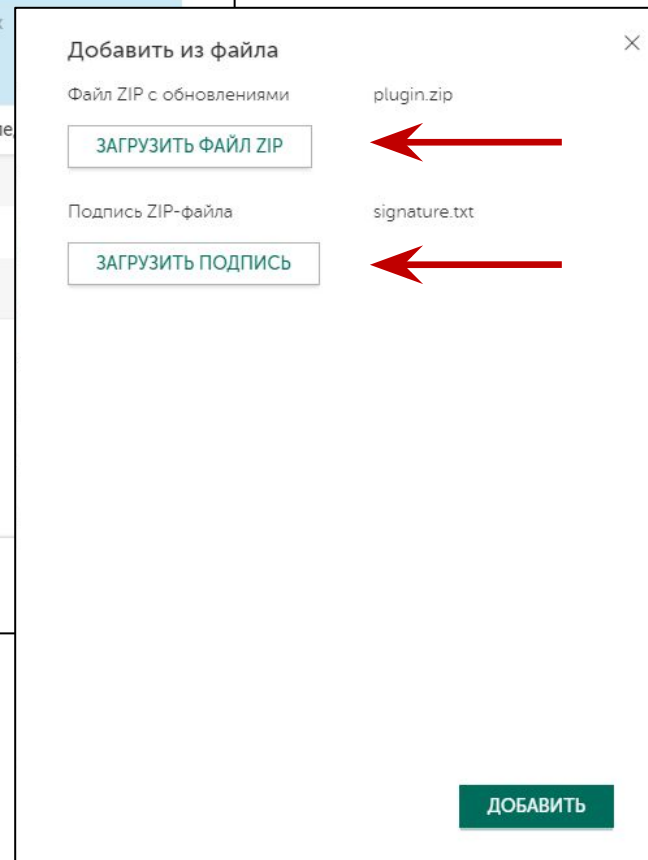 Добавить из файла
Файл ZIP с обновлениями plugin.zip
ЗАГРУЗИТЬ ФАЙЛ ZIP
Подпись ZIP-файла signature.txt
ЗАГРУЗИТЬ ПОДПИСЬ
ДОБАВИТЬ